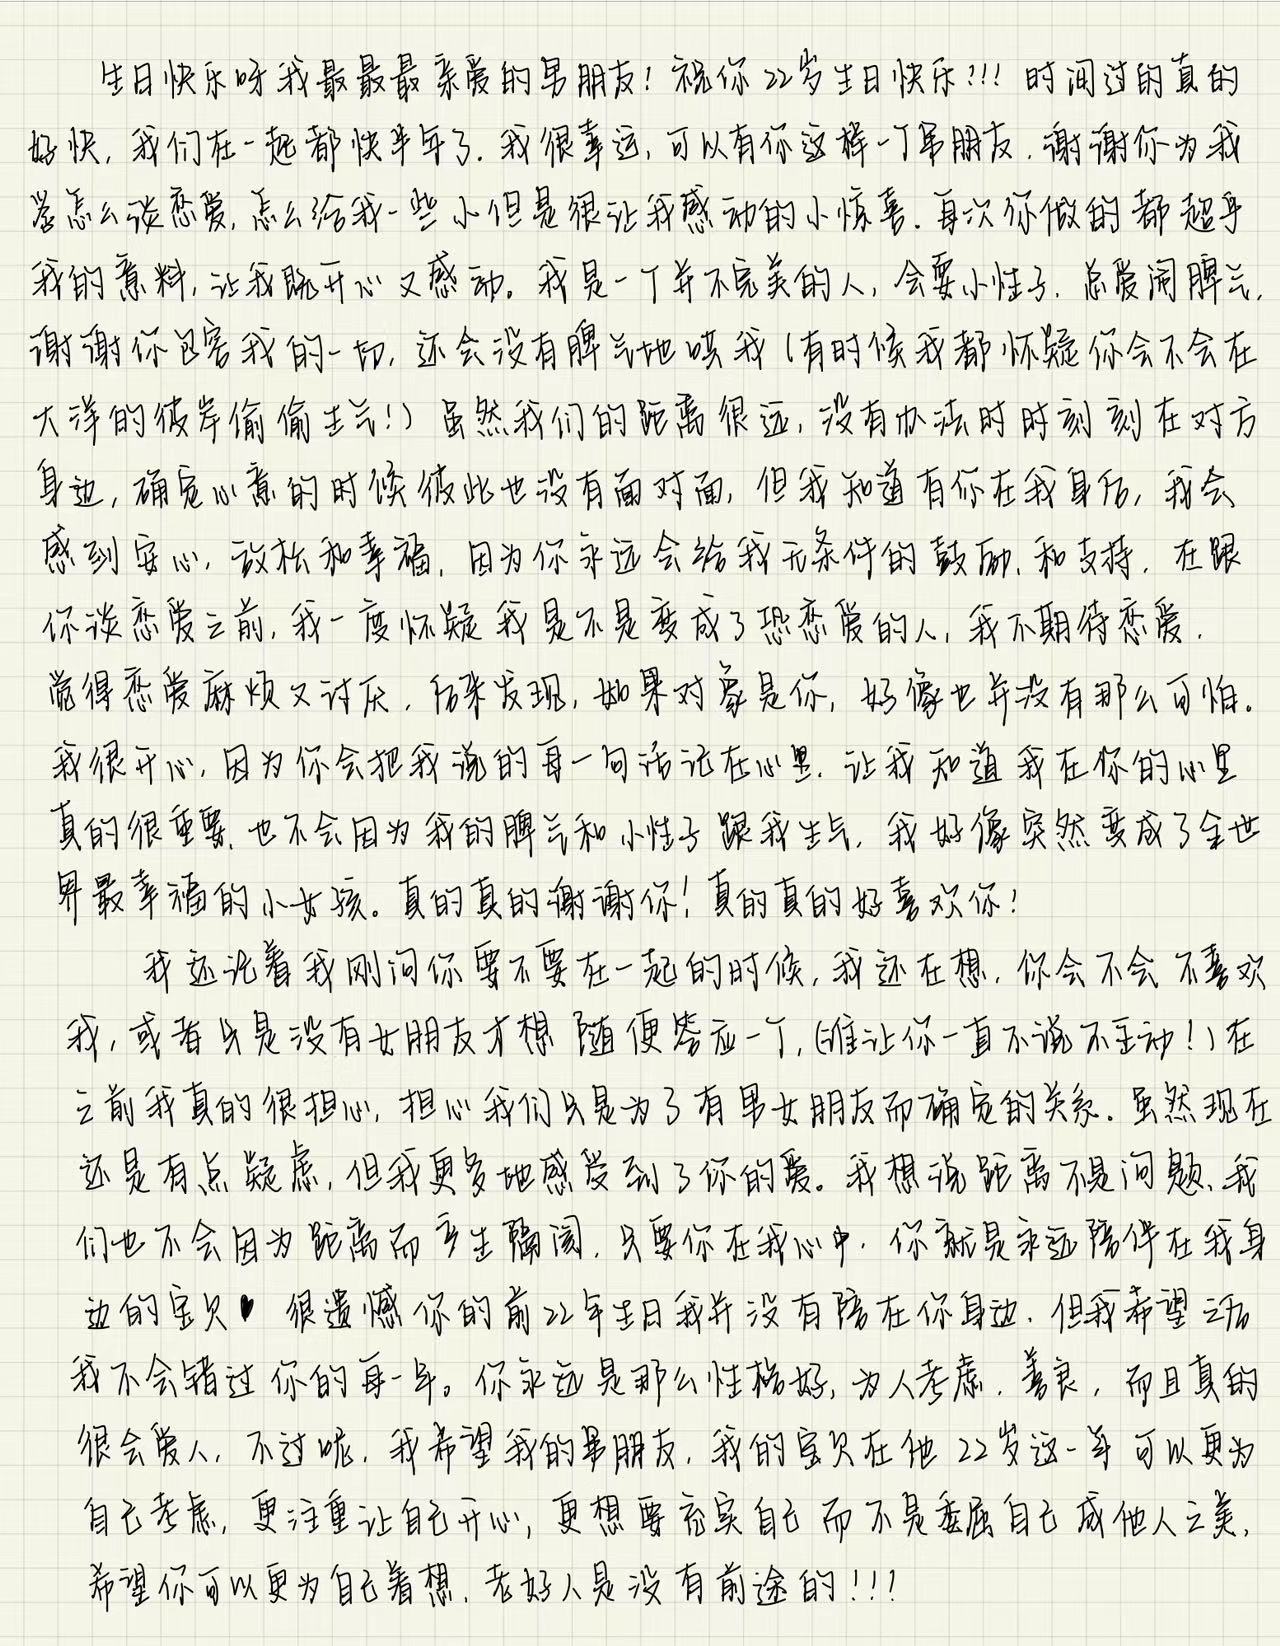 生日快乐呀我最最最亲爱的男朋友！祝你22岁生日快乐！！！时间过的真的
好快，我们在一起都快半年了．我很幸运，可以有你这样一个男朋友．谢谢你为我
学怎么谈恋爱，怎么给我一些小但是很让我感动的小惊喜．每次你做的都超乎
我的意料，让我既开心又感动。我是一个并不完美的人，会耍小性子．总爱闹脾气．
谢谢你包容我的一切，还会没有脾气地哄我（有时候我都怀疑你会不会在
大洋的彼岸偷偷生气！）虽然我们的距离很远，没有办法时时刻刻在对方
身边，确定心意的时候彼此也没有面对面，但我知道有你在我身后，我会
感到安心，放松和幸福，因为你永远会给我无条件的鼓励，和支持．在跟
你谈恋爱之前，我一度怀疑我是不是变成了恐恋爱的人，我不期待恋爱．
觉得恋爱麻烦又讨厌．后来发现，如果对象是你，好像也并没有那么可怕。
我很开心，因为你会把我说的每一句话记在心里．让我知道我在你的心里
真的很重要，也不会因为我的脾气和小性子跟我生气，我好像突然变成了全世
界最幸福的小女孩。真的真的谢谢你！真的真的好喜欢你！
我还记着我刚问你要不要在一起的时候，我还在想，你会不会不喜欢
我，或者只是没有女朋友才想随便答应一个，（谁让你一直不说不主动！）在
之前我真的很担心，担心我们只是为了有男女朋友而确定的关系．虽然现在
还是有点疑虑，但我更多地感受到了你的爱。我想说距离不是问题，我
们也不会因为距离而产生隔阂，只要你在我心中，你就是永远陪伴在我身
边的宝贝 很遗憾你的前22年生日我并没有陪在你身边．但我希望之后
我不会错过你的每一年。你永远是那么性格好，为人考虑．善良，而且真的
很会爱人，不过呢，我希望我的男朋友，我的宝贝在他22岁这一年可以更为
自己考虑，更注重让自己开心，更想要充实自己而不是委屈自己成他人之美，
希望你可以更为自己着想．老好人是没有前途的！！！